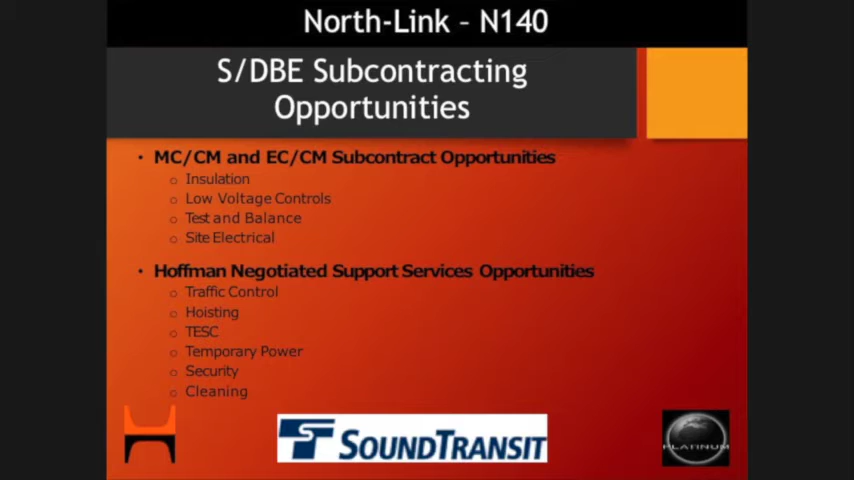 North-Link – N140
S/DBE Subcontracting
Opportunities
• MC/CM and EC/CM Subcontract Opportunities
o Insulation
o Low Voltage Controls
o Test and Balance
o Site Electrical
• Hoffman Negotiated Support Services Opportunities
o Traffic Control
o Hoisting
o TESC
o Temporary Power
o Security
o Cleaning
SOUNDTRANSIT
PLATINUM